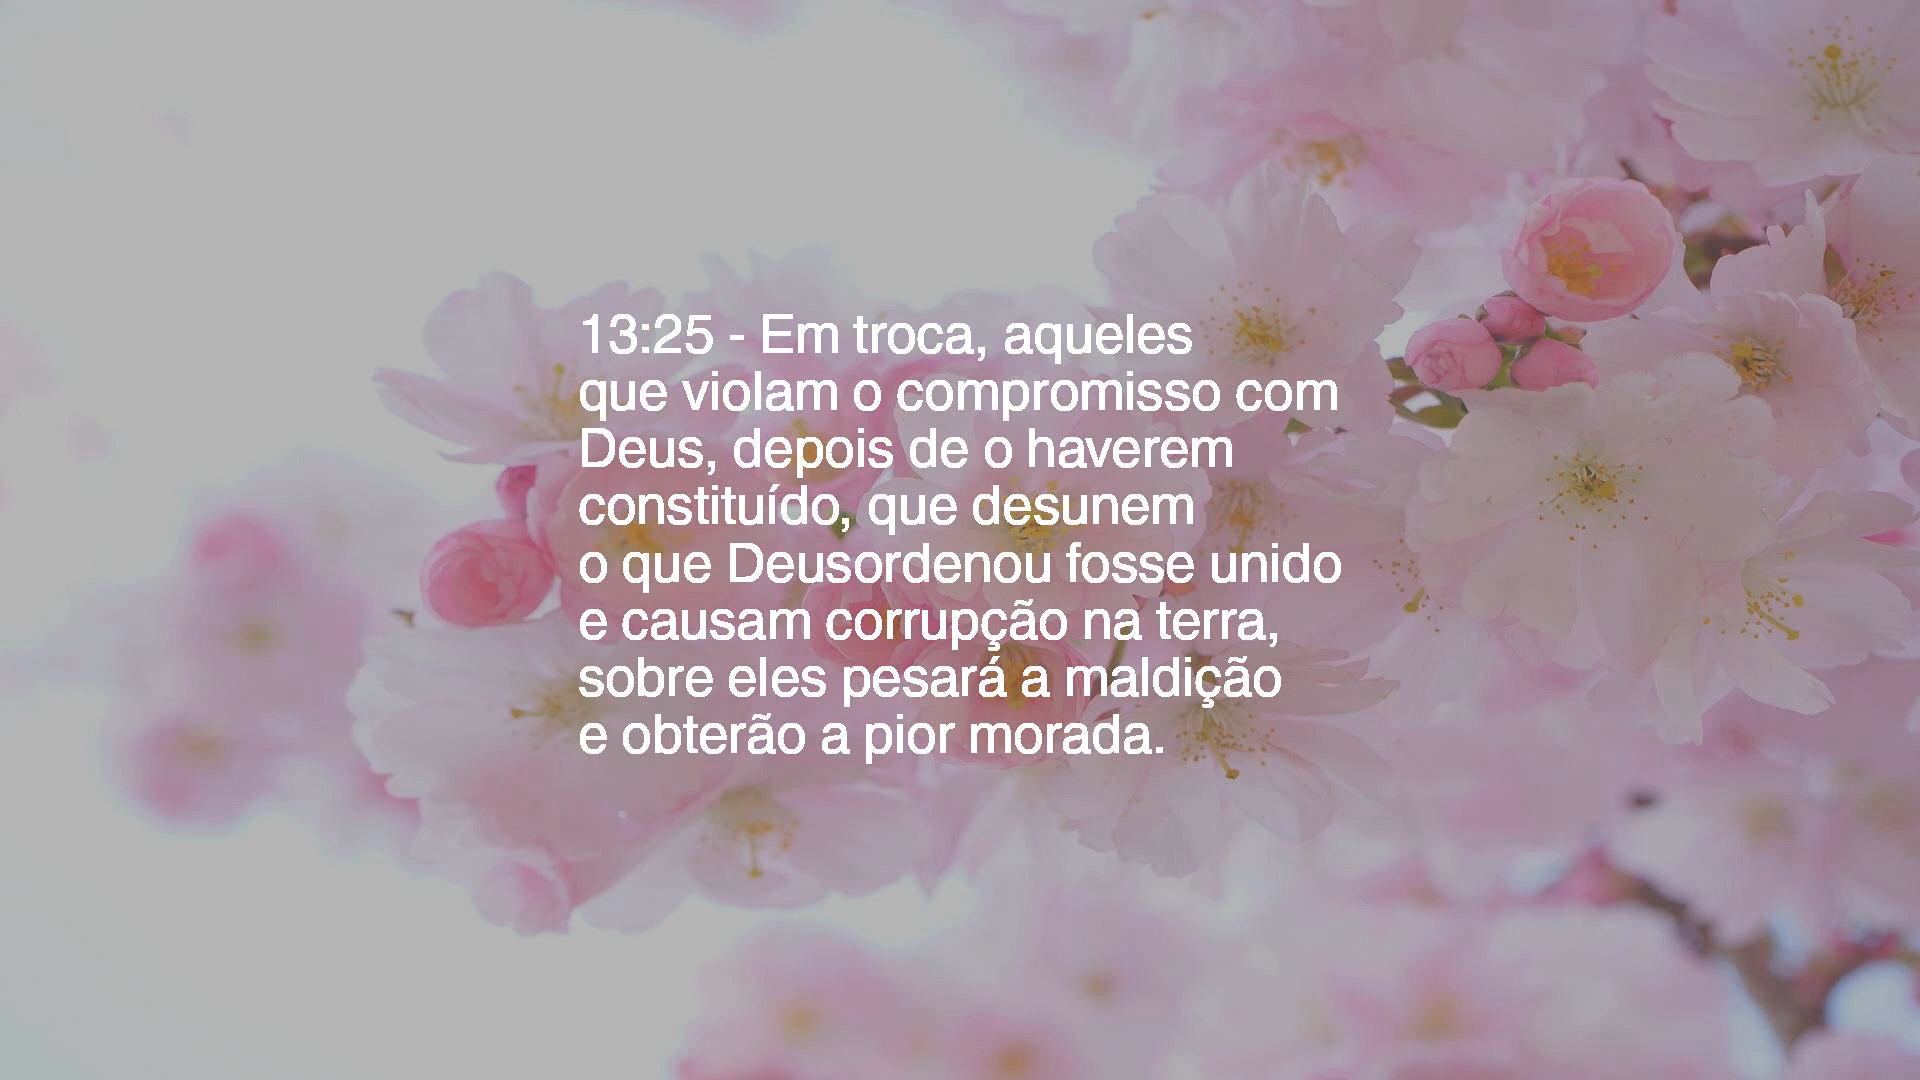 13:25 - Em troca, aqueles
que violam o compromisso com
Deus, depois de o haverem
constituído, que desunem
o que Deusordenou fosse unido
e causam corrupção na terra,
sobre eles pesará a maldição
e obterão a pior morada.